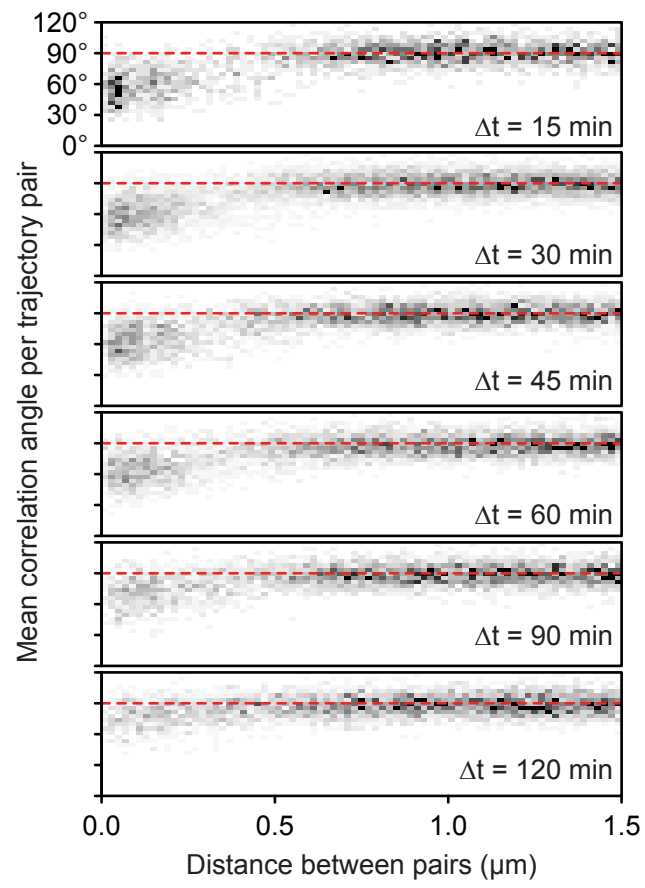 120°
90°
60°
30°
0°
Δt = 15 min
Δt = 30 min
Δt = 45 min
Δt = 60 min
Δt = 90 min
Δt = 120 min
Mean correlation angle per trajectory pair
0.0 0.5 1.0 1.5
Distance between pairs (µm)